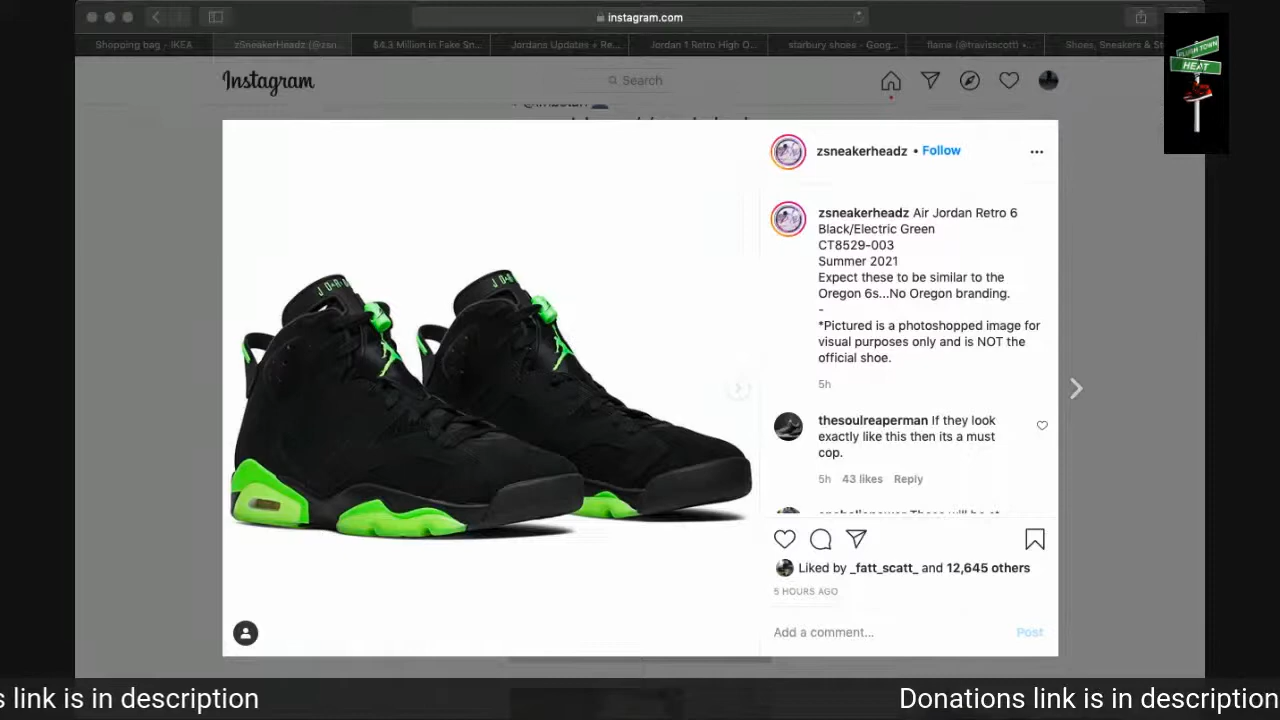 instagram.com
Shopping bag - IKEA
zSneakerHeadz (@zsn...
$4.3 Million in Fake Sn...
Jordans Updates + Re...
Jordan 1 Retro High O...
starbury shoes - Goog...
flame (@travisscott) •...
Shoes, Sneakers & St
FLUSH TOWN
HEAT
Instagram
Search
zsneakerheadz • Follow
zsneakerheadz Air Jordan Retro 6
Black/Electric Green
CT8529-003
Summer 2021
Expect these to be similar to the
Oregon 6s...No Oregon branding.
-
*Pictured is a photoshopped image for
visual purposes only and is NOT the
official shoe.
5h
thesoulreaperman If they look
exactly like this then its a must
cop.
5h 43 likes Reply
Liked by _fatt_scatt_ and 12,645 others
5 HOURS AGO
Add a comment...
Post
s link is in description
Donations link is in description